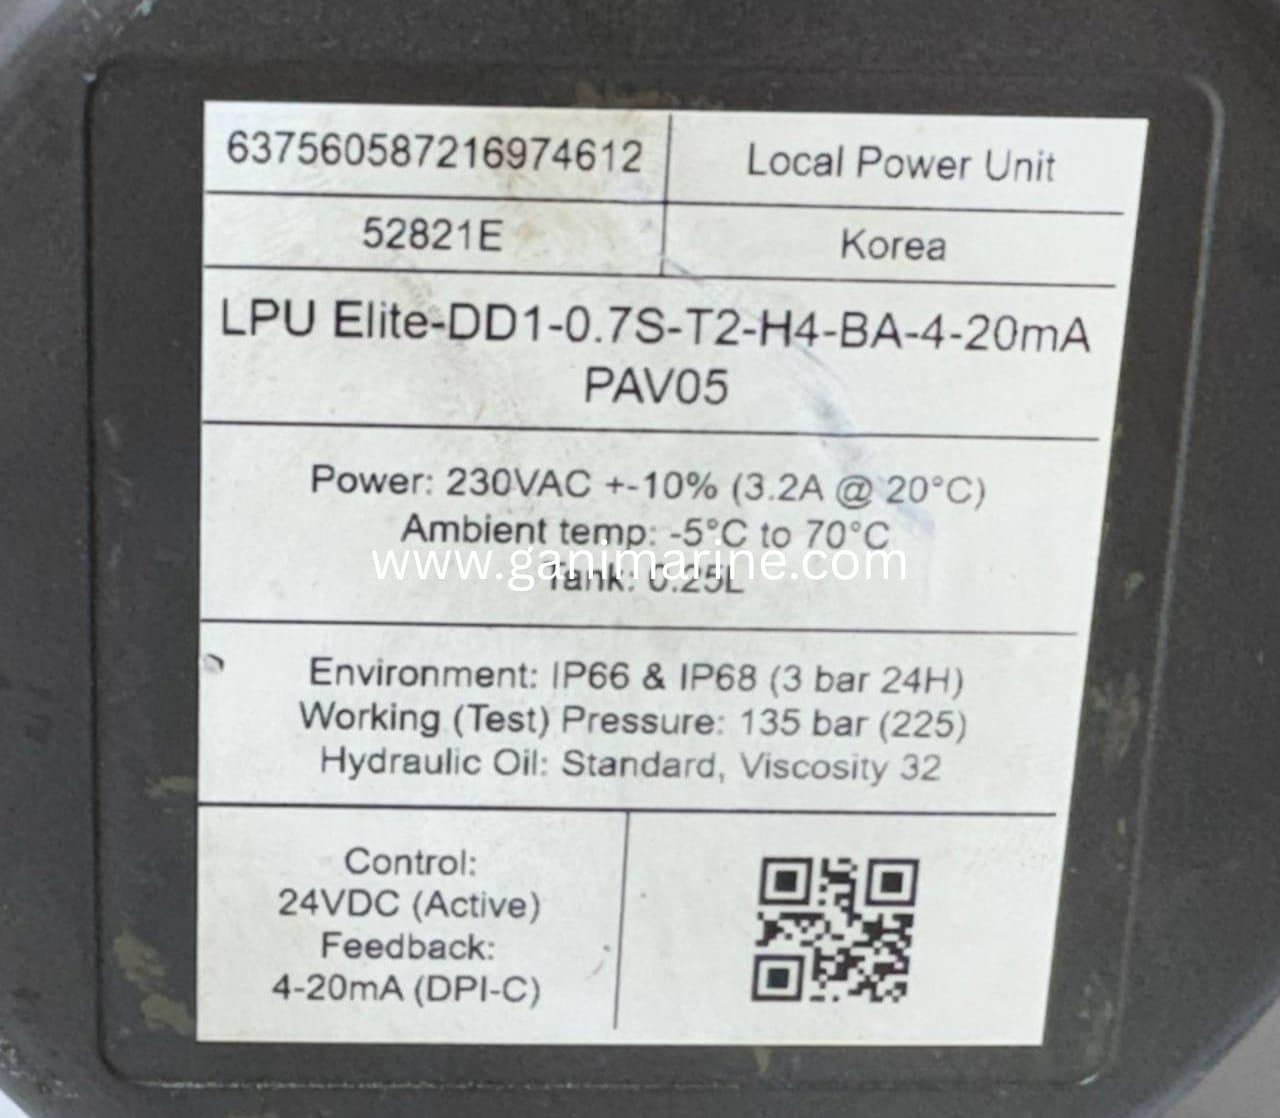 637560587216974612
Local Power Unit
52821E
Korea
LPU Elite-DD1-0.7S-T2-H4-BA-4-20mA
PAV05
Power: 230VAC +-10% (3.2A @ 20°C)
Ambient temp: -5°C to 70°C
www.ganimarine.com
Tank: 0.25L
Environment: IP66 & IP68 (3 bar 24H)
Working (Test) Pressure: 135 bar (225)
Hydraulic Oil: Standard, Viscosity 32
Control:
24VDC (Active)
Feedback:
4-20mA (DPI-C)